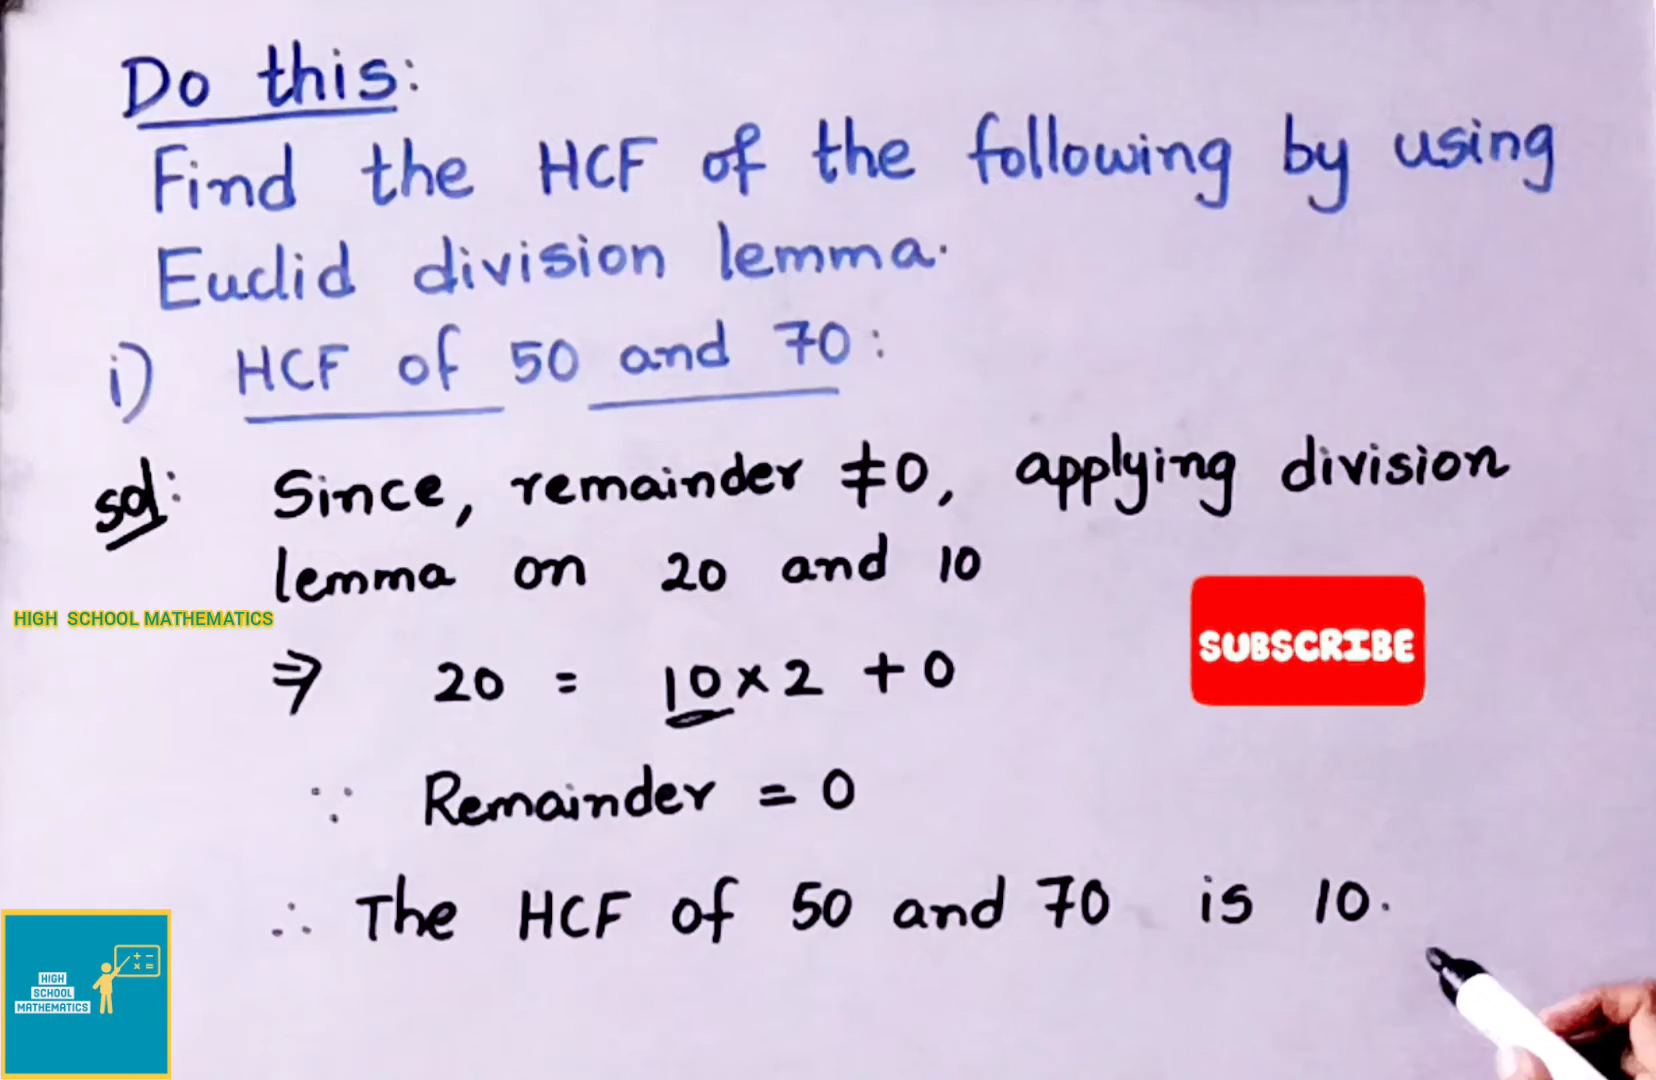 Do this:
Find the HCF of the following by using
Euclid division lemma.
i) HCF of 50 and 70:
sol: Since, remainder ≠0, applying division
lemma on 20 and 10
HIGH SCHOOL MATHEMATICS
SUBSCRIBE
⇒ 20 = 10 × 2 + 0
∵ Remainder = 0
∴ The HCF of 50 and 70 is 10.
HIGH
SCHOOL
MATHEMATICS
+ −
× =